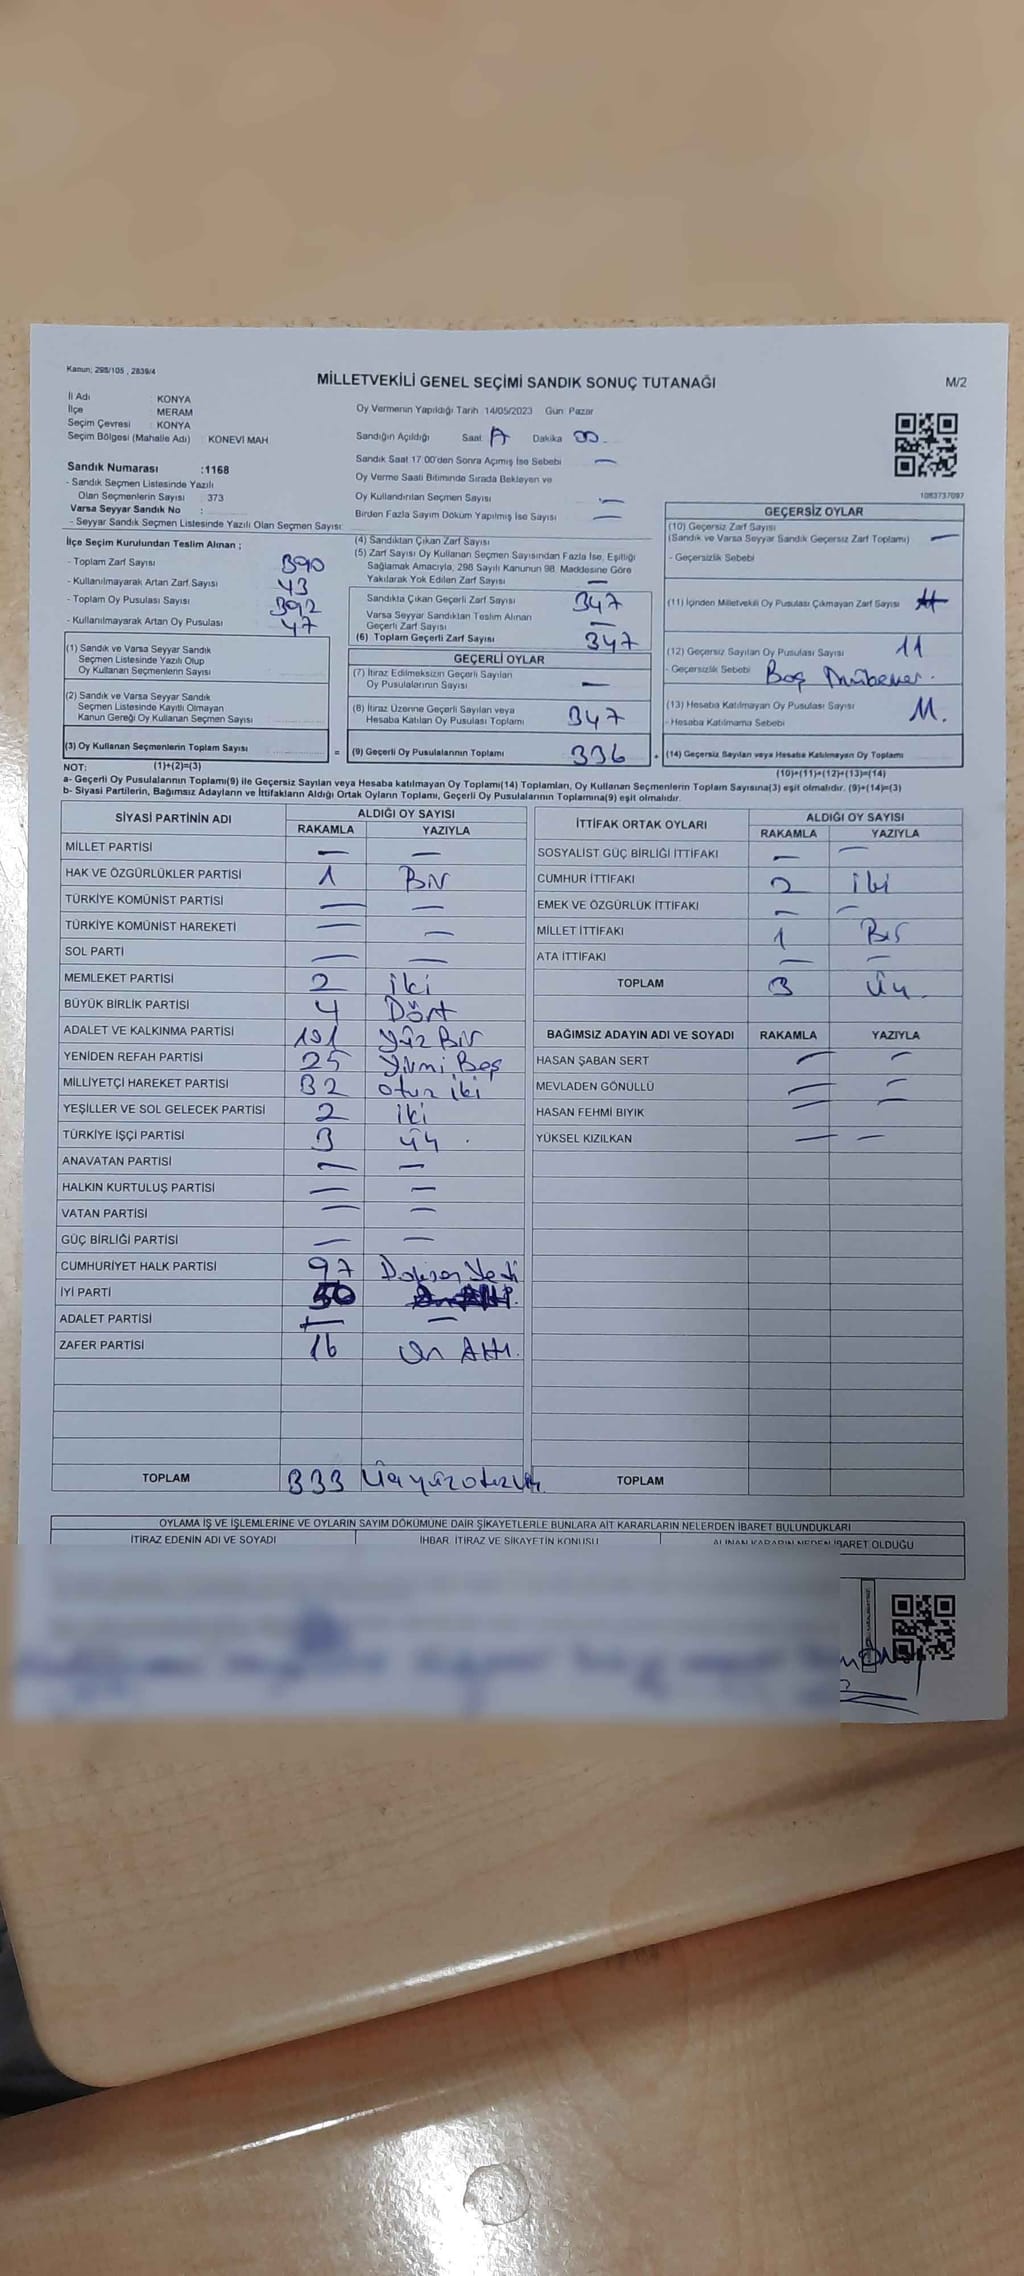 Kanun; 298/105 , 2839/4
MİLLETVEKİLİ GENEL SEÇİMİ SANDIK SONUÇ TUTANAĞI
M/2
İl Adı KONYA
İlçe MERAM
Seçim Çevresi : KONYA
Seçim Bölgesi (Mahalle Adı) : KONEVİ MAH
Sandık Numarası :1168
- Sandık Seçmen Listesinde Yazılı
Olan Seçmenlerin Sayısı : 373
Varsa Seyyar Sandık No :
- Seyyar Sandık Seçmen Listesinde Yazılı Olan Seçmen Sayısı:
Oy Vermenin Yapıldığı Tarih 14/05/2023 Gün: Pazar
Sandığın Açıldığı Saat Dakika 00
Sandık Saat 17:00'den Sonra Açımış İse Sebebi —
Oy Verme Saati Bitiminde Sırada Bekleyen ve
Oy Kullandırılan Seçmen Sayısı —
Birden Fazla Sayım Döküm Yapılmış İse Sayısı —
1063737097
İlçe Seçim Kurulundan Teslim Alınan ;
- Toplam Zarf Sayısı 390
- Kullanılmayarak Artan Zarf Sayısı 43
- Toplam Oy Pusulası Sayısı 392
- Kullanılmayarak Artan Oy Pusulası 47
(1) Sandık ve Varsa Seyyar Sandık
Seçmen Listesinde Yazılı Olup
Oy Kullanan Seçmenlerin Sayısı
(2) Sandık ve Varsa Seyyar Sandık
Seçmen Listesinde Kayıtlı Olmayan
Kanun Gereği Oy Kullanan Seçmen Sayısı
(3) Oy Kullanan Seçmenlerin Toplam Sayısı =
(1)+(2)=(3)
(4) Sandıktan Çıkan Zarf Sayısı
(5) Zarf Sayısı Oy Kullanan Seçmen Sayısından Fazla İse, Eşitliği
Sağlamak Amacıyla, 298 Sayılı Kanunun 98. Maddesine Göre
Yakılarak Yok Edilen Zarf Sayısı —
Sandıkta Çıkan Geçerli Zarf Sayısı 347
Varsa Seyyar Sandıktan Teslim Alınan
Geçerli Zarf Sayısı —
(6) Toplam Geçerli Zarf Sayısı 347
GEÇERLİ OYLAR
(7) İtiraz Edilmeksizin Geçerli Sayılan
Oy Pusulalarının Sayısı —
(8) İtiraz Üzerine Geçerli Sayılan veya
Hesaba Katılan Oy Pusulası Toplamı 347
(9) Geçerli Oy Pusulalarının Toplamı 336
GEÇERSİZ OYLAR
(10) Geçersiz Zarf Sayısı
(Sandık ve Varsa Seyyar Sandık Geçersiz Zarf Toplamı) —
- Geçersizlik Sebebi
(11) İçinden Milletvekili Oy Pusulası Çıkmayan Zarf Sayısı
(12) Geçersiz Sayılan Oy Pusulası Sayısı 11
- Geçersizlik Sebebi Boş
(13) Hesaba Katılmayan Oy Pusulası Sayısı 11.
- Hesaba Katılmama Sebebi
+ (14) Geçersiz Sayılan veya Hesaba Katılmayan Oy Toplamı
(10)+(11)+(12)+(13)=(14)
NOT:
a- Geçerli Oy Pusulalarının Toplamı(9) ile Geçersiz Sayılan veya Hesaba katılmayan Oy Toplamı(14) Toplamları, Oy Kullanan Seçmenlerin Toplam Sayısına(3) eşit olmalıdır. (9)+(14)=(3)
b- Siyasi Partilerin, Bağımsız Adayların ve İttifakların Aldığı Ortak Oyların Toplamı, Geçerli Oy Pusulalarının Toplamına(9) eşit olmalıdır.
SİYASİ PARTİNİN ADI ALDIĞI OY SAYISI
RAKAMLA YAZIYLA
MİLLET PARTİSİ — —
HAK VE ÖZGÜRLÜKLER PARTİSİ 1 Bir
TÜRKİYE KOMÜNİST PARTİSİ — —
TÜRKİYE KOMÜNİST HAREKETİ — —
SOL PARTİ — —
MEMLEKET PARTİSİ 2 iki
BÜYÜK BİRLİK PARTİSİ 4 Dört
ADALET VE KALKINMA PARTİSİ 101 Yüz Bir
YENİDEN REFAH PARTİSİ 25 Yirmi Beş
MİLLİYETÇİ HAREKET PARTİSİ 32 otuz iki
YEŞİLLER VE SOL GELECEK PARTİSİ 2 iki
TÜRKİYE İŞÇİ PARTİSİ 3 üç
ANAVATAN PARTİSİ — —
HALKIN KURTULUŞ PARTİSİ — —
VATAN PARTİSİ — —
GÜÇ BİRLİĞİ PARTİSİ — —
CUMHURİYET HALK PARTİSİ 97 Doksan Yedi
İYİ PARTİ 50
ADALET PARTİSİ — —
ZAFER PARTİSİ 16 On Altı.
TOPLAM 333 Üçyüzotuzüç
İTTİFAK ORTAK OYLARI ALDIĞI OY SAYISI
RAKAMLA YAZIYLA
SOSYALİST GÜÇ BİRLİĞİ İTTİFAKI — —
CUMHUR İTTİFAKI 2 iki
EMEK VE ÖZGÜRLÜK İTTİFAKI — —
MİLLET İTTİFAKI 1 Bir
ATA İTTİFAKI — —
TOPLAM 3 Üç.
BAĞIMSIZ ADAYIN ADI VE SOYADI RAKAMLA YAZIYLA
HASAN ŞABAN SERT — —
MEVLADEN GÖNÜLLÜ — —
HASAN FEHMİ BIYIK — —
YÜKSEL KIZILKAN — —
TOPLAM
OYLAMA İŞ VE İŞLEMLERİNE VE OYLARIN SAYIM DÖKÜMÜNE DAİR ŞİKAYETLERLE BUNLARA AİT KARARLARIN NELERDEN İBARET BULUNDUKLARI
İTİRAZ EDENİN ADI VE SOYADI İHBAR, İTİRAZ VE ŞİKAYETİN KONUSU ALINAN KARARIN NEDEN İBARET OLDUĞU